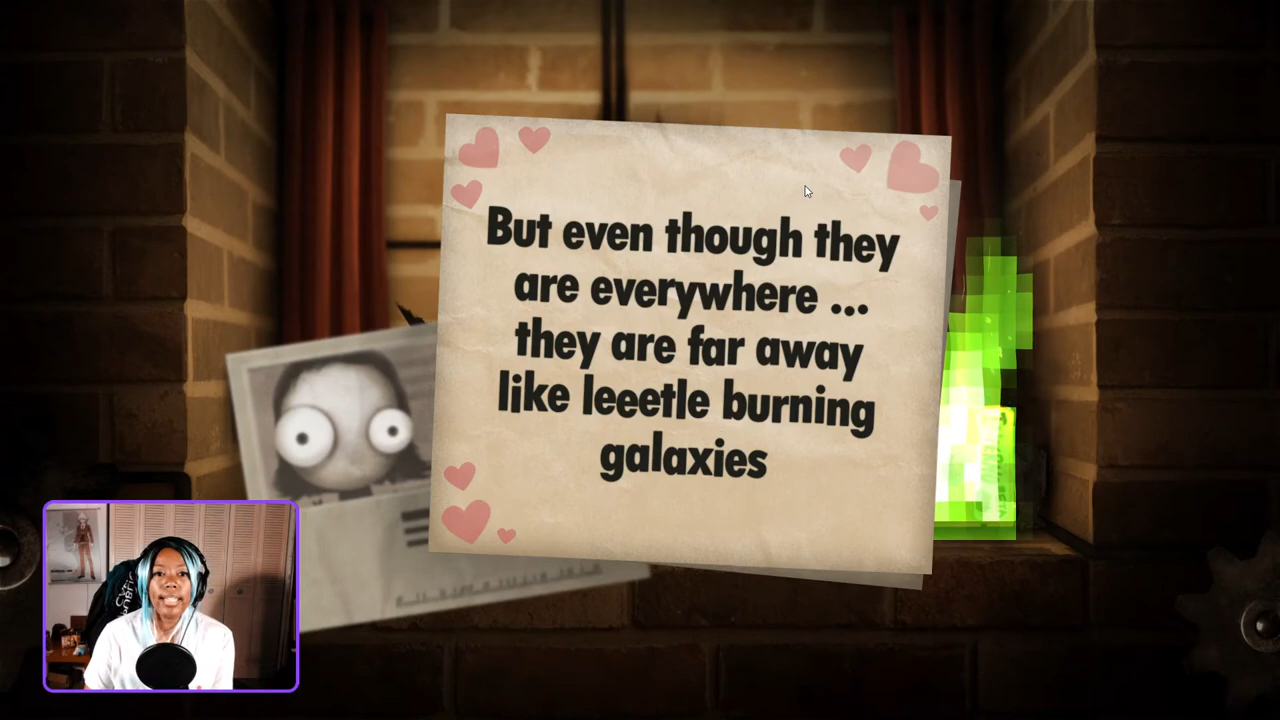 But even though they
are everywhere ...
they are far away
like leeetle burning
galaxies